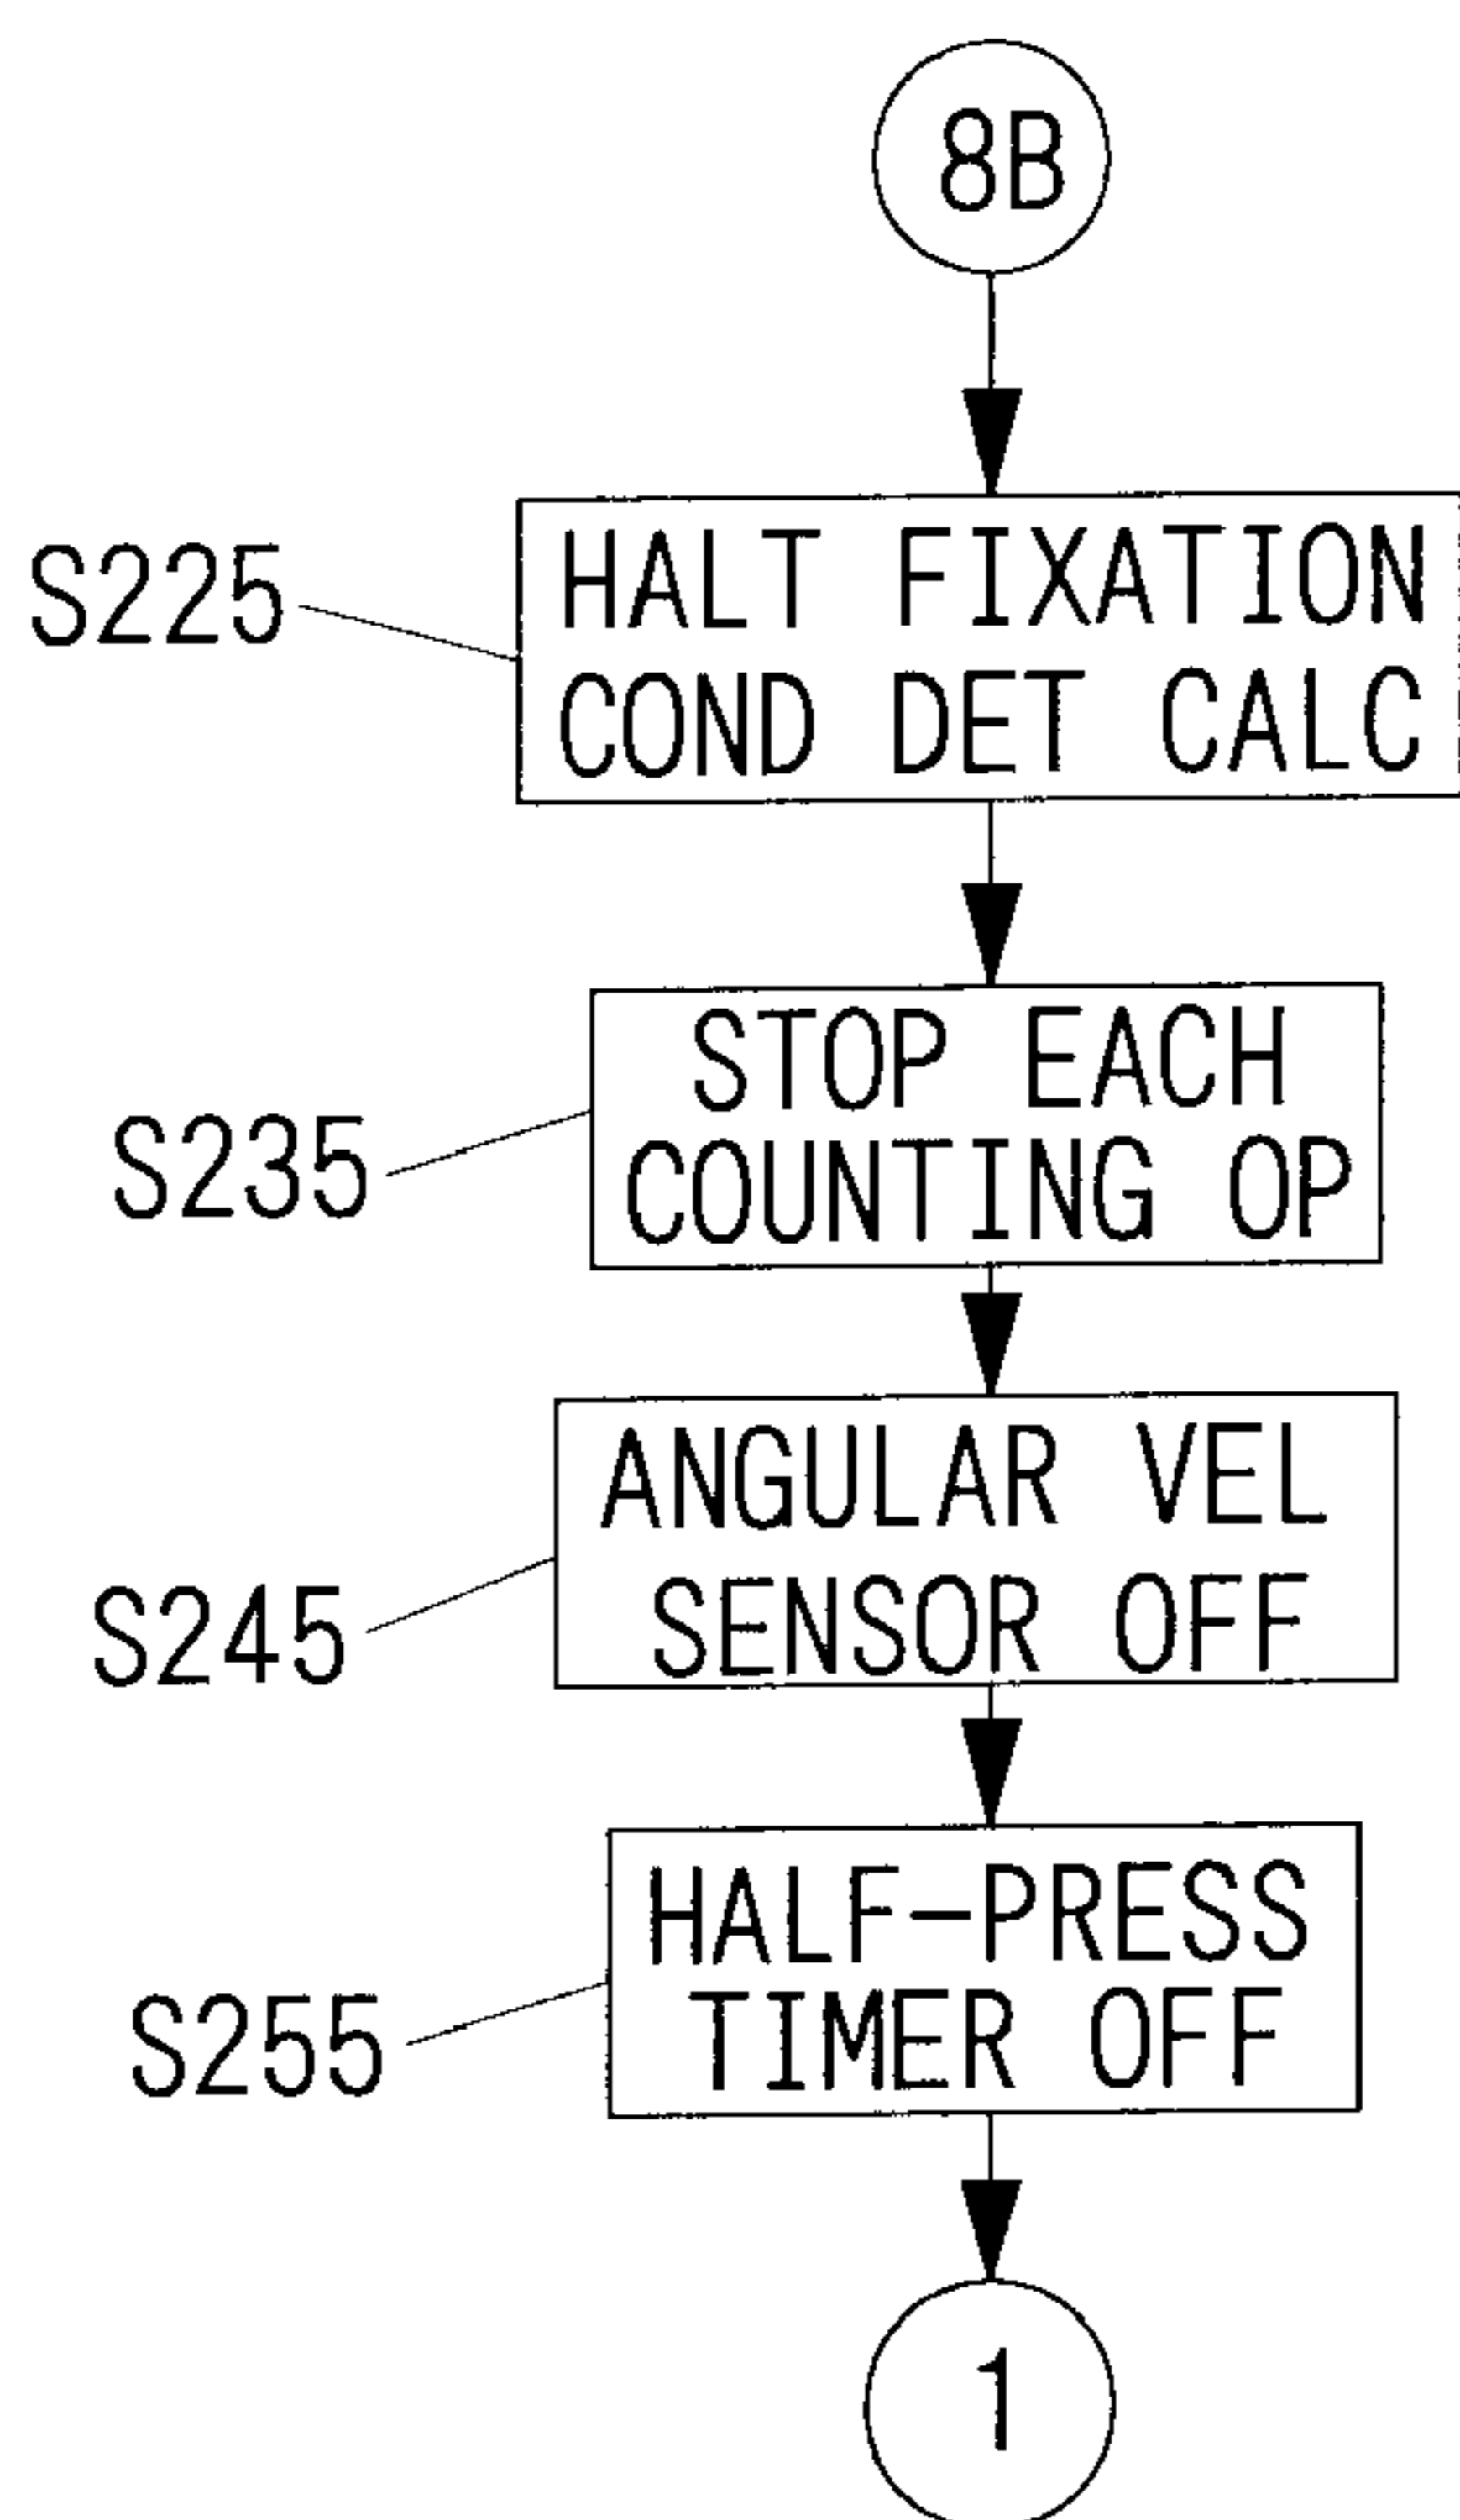 8B
S225
HALT FIXATION
COND DET CALC
S235
STOP EACH
COUNTING OP
S245
ANGULAR VEL
SENSOR OFF
S255
HALF-PRESS
TIMER OFF
1